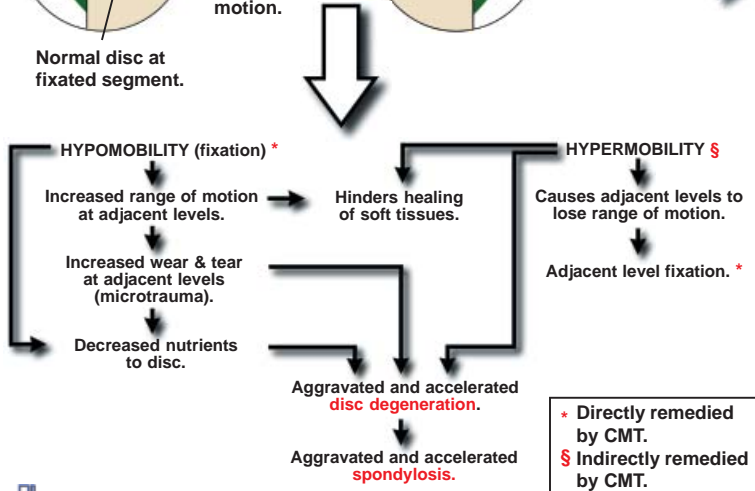 motion.
Normal disc at
fixated segment.
HYPOMOBILITY (fixation) *
HYPERMOBILITY §
Increased range of motion
at adjacent levels.
Hinders healing
of soft tissues.
Causes adjacent levels to
lose range of motion.
Increased wear & tear
at adjacent levels
(microtrauma).
Adjacent level fixation. *
Decreased nutrients
to disc.
Aggravated and accelerated
disc degeneration.
Aggravated and accelerated
spondylosis.
* Directly remedied
by CMT.
§ Indirectly remedied
by CMT.